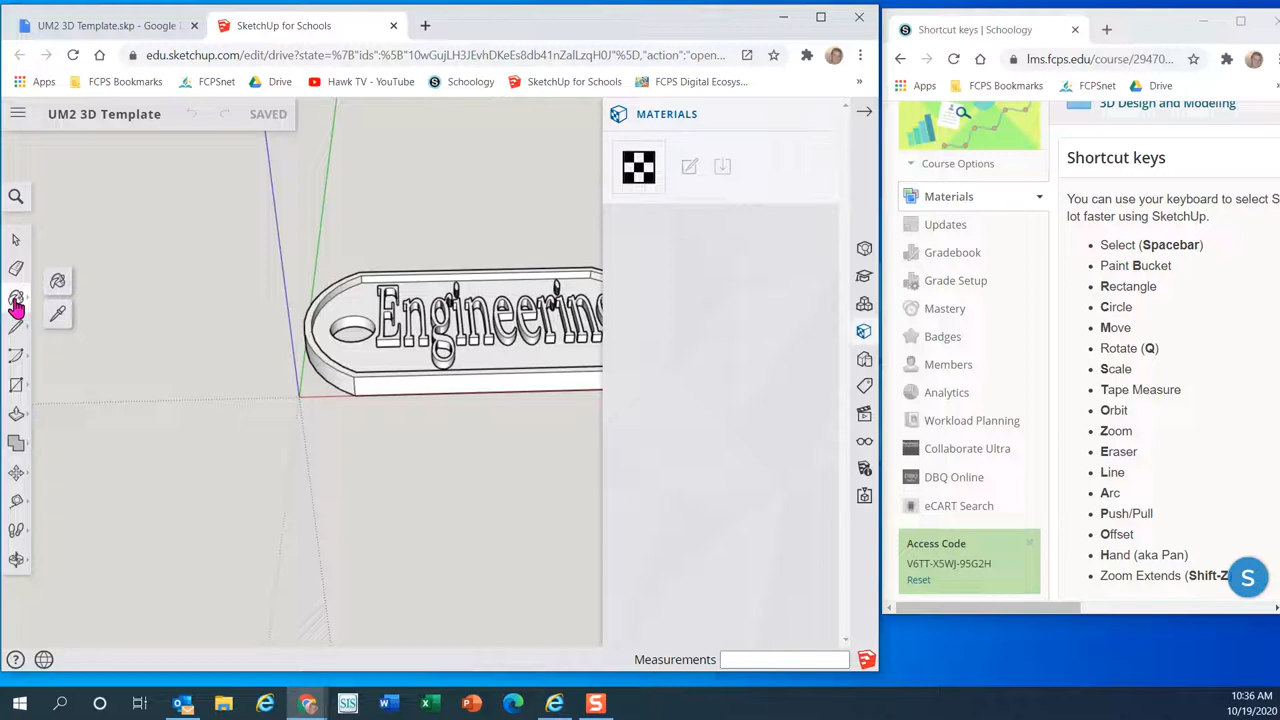 UM2 3D Template.skp - Google
SketchUp for Schools
edu.sketchup.com/edit/drive?state=%7B"ids":%5B"10wGujLH3JEvhDKeEs8db41nZalLzqH0J"%5D,"action":"open...
Apps
FCPS Bookmarks
FCPSnet
Drive
Hawk TV - YouTube
Schoology
SketchUp for Schools
FCPS Digital Ecosys...
UM2 3D Template
SAVED
MATERIALS
Engineering
Measurements
Shortcut keys | Schoology
lms.fcps.edu/course/29470...
Apps
FCPS Bookmarks
FCPSnet
Drive
3D Design and Modeling
Course Options
Materials
Updates
Gradebook
Grade Setup
Mastery
Badges
Members
Analytics
Workload Planning
Collaborate Ultra
DBQ Online
eCART Search
Access Code
V6TT-X5WJ-95G2H
Reset
Shortcut keys
You can use your keyboard to select S
lot faster using SketchUp.
Select (Spacebar)
Paint Bucket
Rectangle
Circle
Move
Rotate (Q)
Scale
Tape Measure
Orbit
Zoom
Eraser
Line
Arc
Push/Pull
Offset
Hand (aka Pan)
Zoom Extends (Shift-Z
S
SIS
10:36 AM
10/19/2020